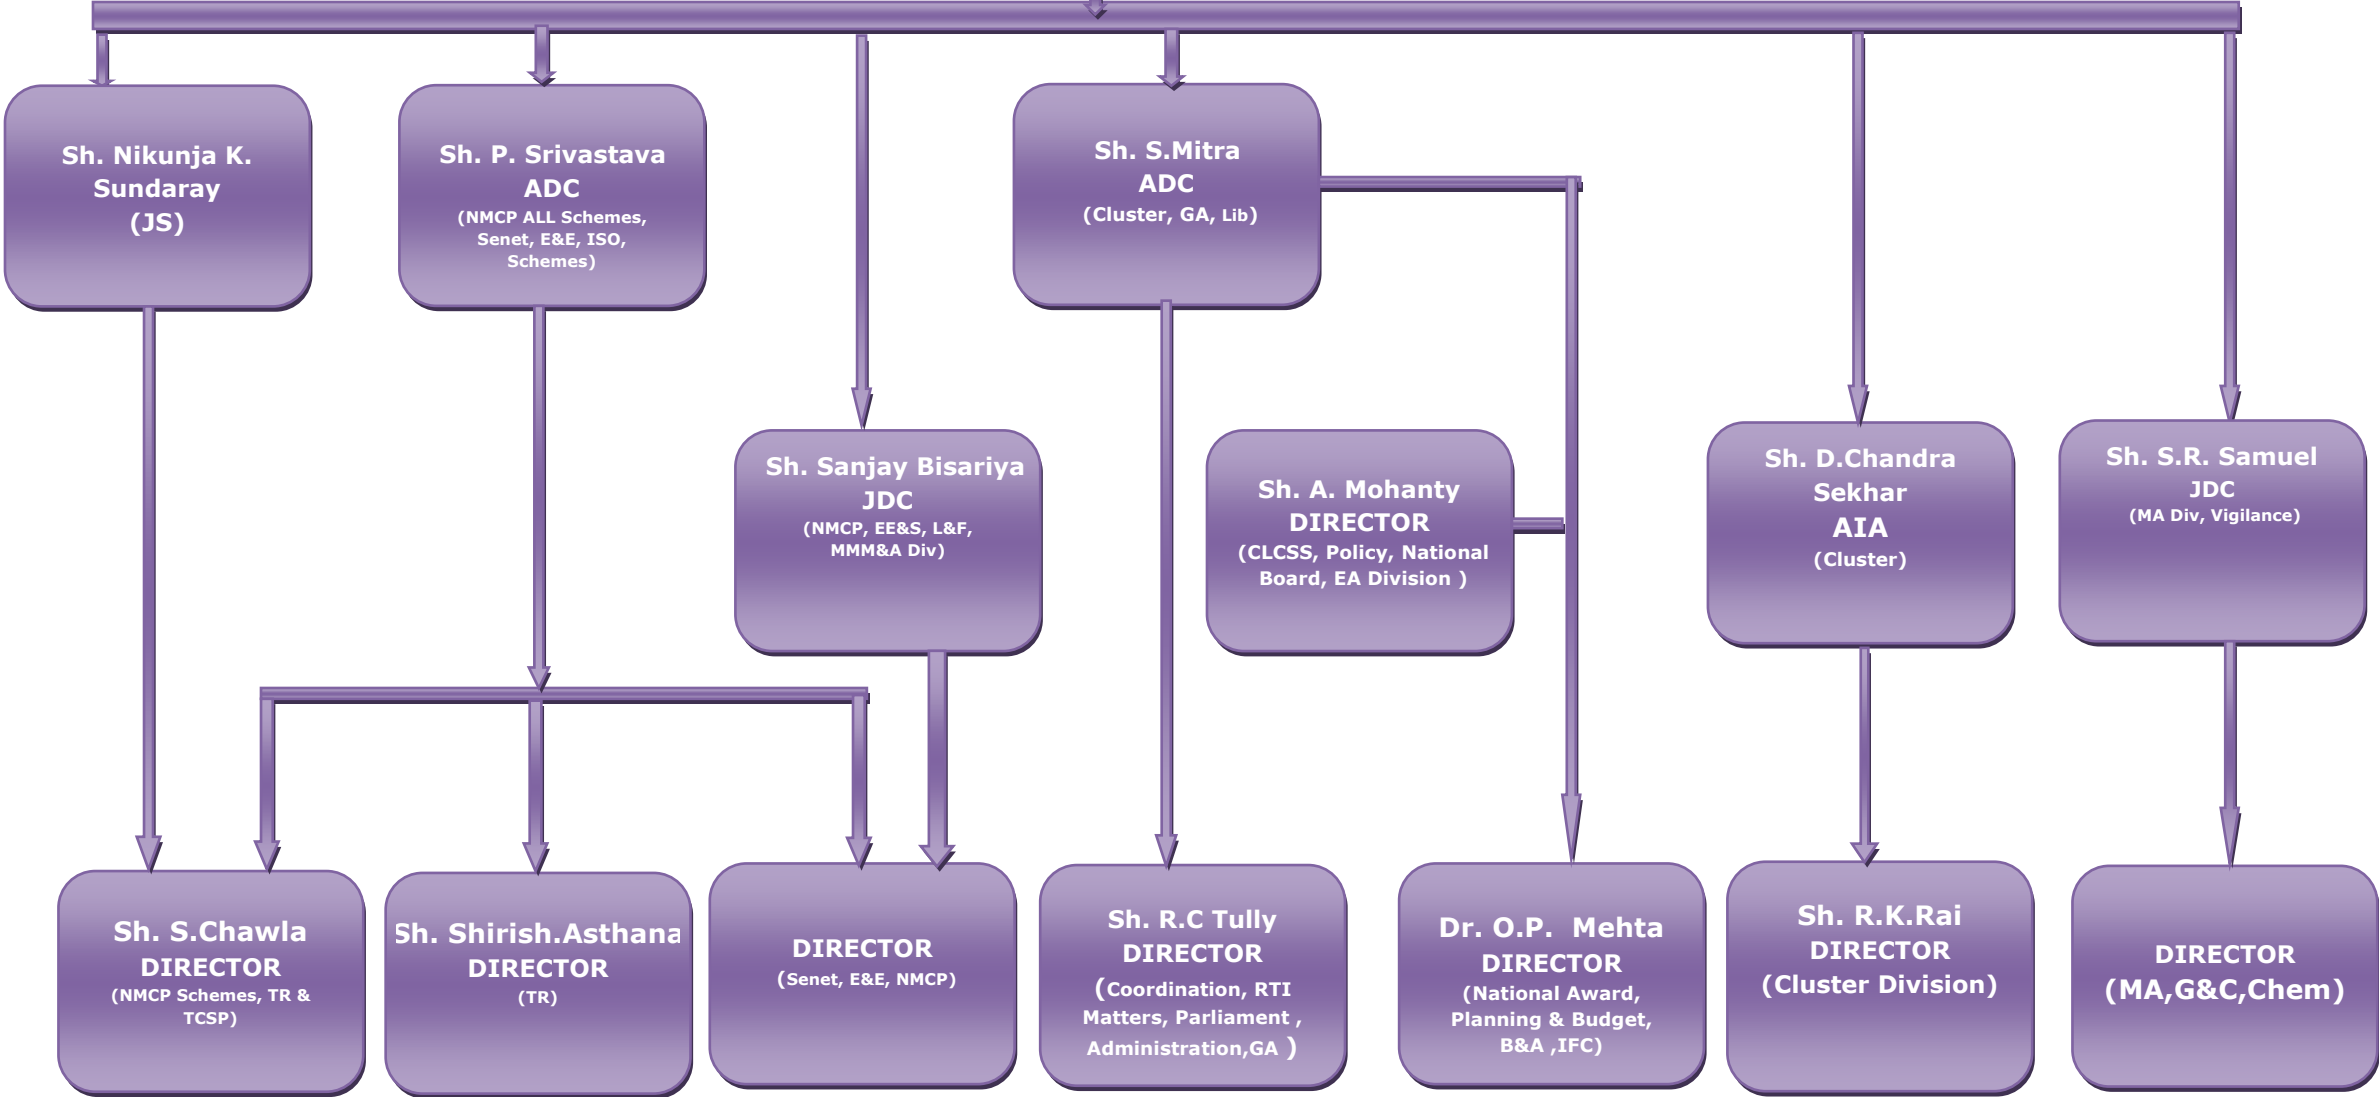 Sh. Nikunja K.
Sundaray
(JS)
Sh. P. Srivastava
ADC
(NMCP ALL Schemes,
Senet, E&E, ISO,
Schemes)
Sh. S.Mitra
ADC
(Cluster, GA, Lib)
Sh. Sanjay Bisariya
JDC
(NMCP, EE&S, L&F,
MMM&A Div)
Sh. A. Mohanty
DIRECTOR
(CLCSS, Policy, National
Board, EA Division )
Sh. D.Chandra
Sekhar
AIA
(Cluster)
Sh. S.R. Samuel
JDC
(MA Div, Vigilance)
Sh. S.Chawla
DIRECTOR
(NMCP Schemes, TR &
TCSP)
Sh. Shirish.Asthana
DIRECTOR
(TR)
DIRECTOR
(Senet, E&E, NMCP)
Sh. R.C Tully
DIRECTOR
(Coordination, RTI
Matters, Parliament ,
Administration,GA )
Dr. O.P.  Mehta
DIRECTOR
(National Award,
Planning & Budget,
B&A ,IFC)
Sh. R.K.Rai
DIRECTOR
(Cluster Division)
DIRECTOR
(MA,G&C,Chem)